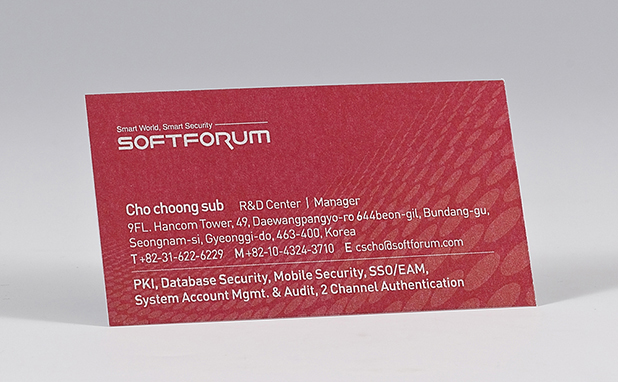 Smart World, Smart Security
SOFTFORUM
Cho choong sub R&D Center | Manager
9FL. Hancom Tower, 49, Daewangpangyo-ro 644beon-gil, Bundang-gu,
Seongnam-si, Gyeonggi-do, 463-400, Korea
T +82-31-622-6229 M +82-10-4324-3710 E cscho@softforum.com
PKI, Database Security, Mobile Security, SSO/EAM,
System Account Mgmt. & Audit, 2 Channel Authentication